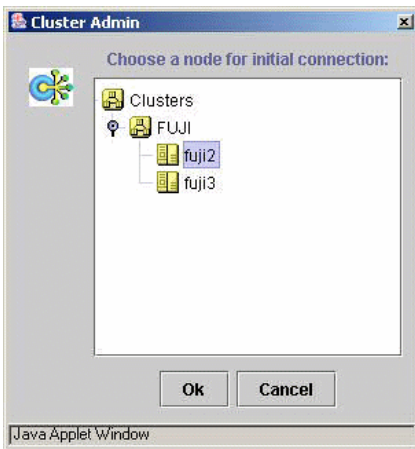 Cluster Admin
Choose a node for initial connection:
Clusters
FUJI
fuji2
fuji3
Ok Cancel
Java Applet Window